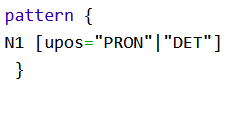 pattern {
N1 [upos="PRON"|"DET"]
}